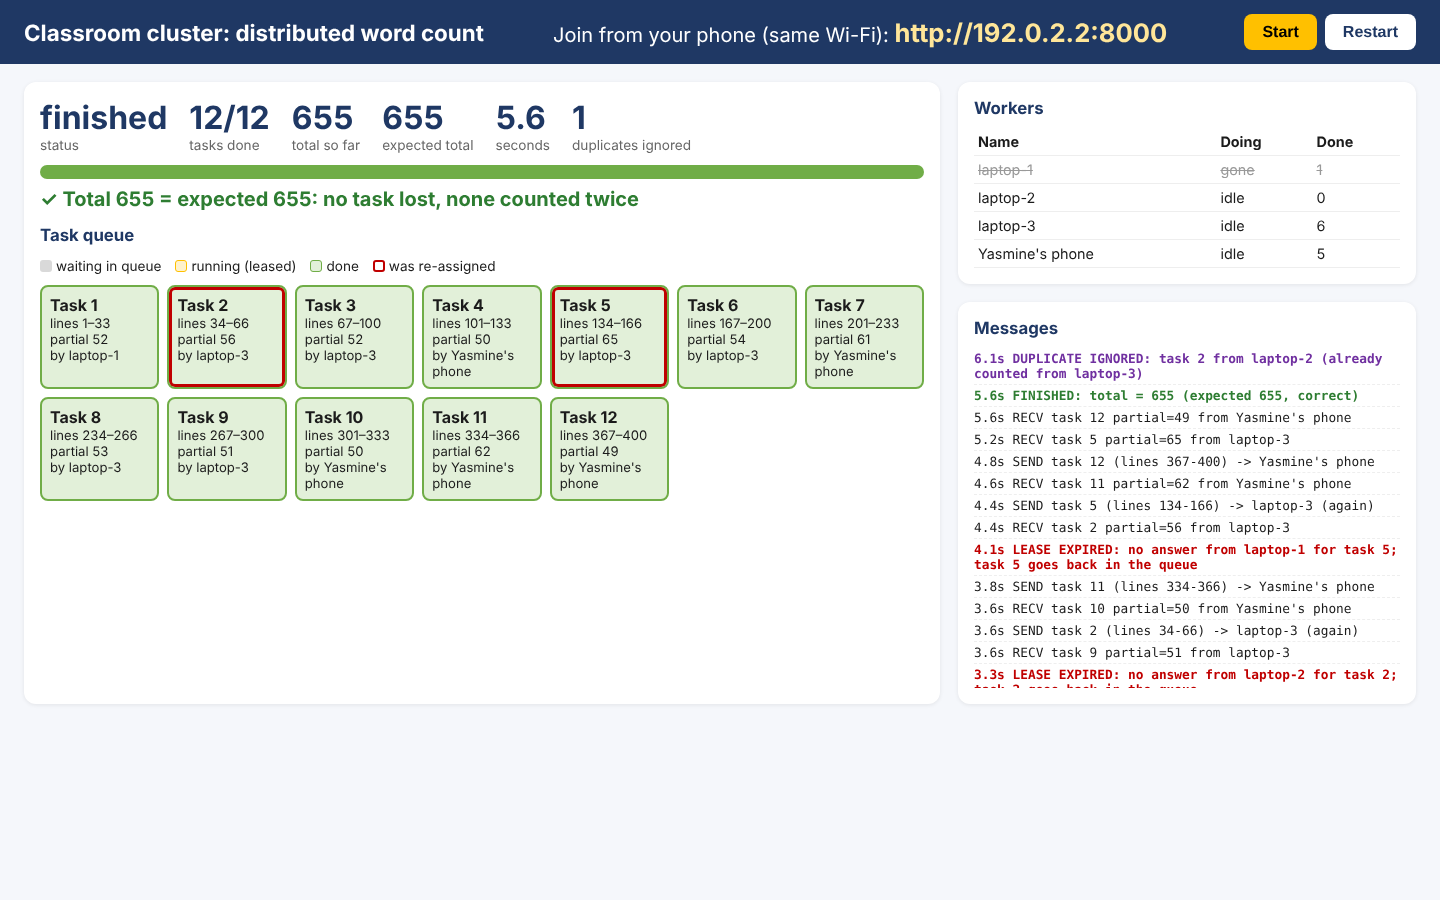 Classroom cluster: distributed word count
Join from your phone (same Wi-Fi): http://192.0.2.2:8000
Start
Restart
finished
status
12/12
tasks done
655
total so far
655
expected total
5.6
seconds
1
duplicates ignored
✓ Total 655 = expected 655: no task lost, none counted twice
Task queue
waiting in queue
running (leased)
done
was re-assigned
Task 1
lines 1–33
partial 52
by laptop-1
Task 2
lines 34–66
partial 56
by laptop-3
Task 3
lines 67–100
partial 52
by laptop-3
Task 4
lines 101–133
partial 50
by Yasmine's
phone
Task 5
lines 134–166
partial 65
by laptop-3
Task 6
lines 167–200
partial 54
by laptop-3
Task 7
lines 201–233
partial 61
by Yasmine's
phone
Task 8
lines 234–266
partial 53
by laptop-3
Task 9
lines 267–300
partial 51
by laptop-3
Task 10
lines 301–333
partial 50
by Yasmine's
phone
Task 11
lines 334–366
partial 62
by Yasmine's
phone
Task 12
lines 367–400
partial 49
by Yasmine's
phone
Workers
Name Doing Done
laptop-1 gone 1
laptop-2 idle 0
laptop-3 idle 6
Yasmine's phone idle 5
Messages
6.1s DUPLICATE IGNORED: task 2 from laptop-2 (already
counted from laptop-3)
5.6s FINISHED: total = 655 (expected 655, correct)
5.6s RECV task 12 partial=49 from Yasmine's phone
5.2s RECV task 5 partial=65 from laptop-3
4.8s SEND task 12 (lines 367-400) -> Yasmine's phone
4.6s RECV task 11 partial=62 from Yasmine's phone
4.4s SEND task 5 (lines 134-166) -> laptop-3 (again)
4.4s RECV task 2 partial=56 from laptop-3
4.1s LEASE EXPIRED: no answer from laptop-1 for task 5;
task 5 goes back in the queue
3.8s SEND task 11 (lines 334-366) -> Yasmine's phone
3.6s RECV task 10 partial=50 from Yasmine's phone
3.6s SEND task 2 (lines 34-66) -> laptop-3 (again)
3.6s RECV task 9 partial=51 from laptop-3
3.3s LEASE EXPIRED: no answer from laptop-2 for task 2;